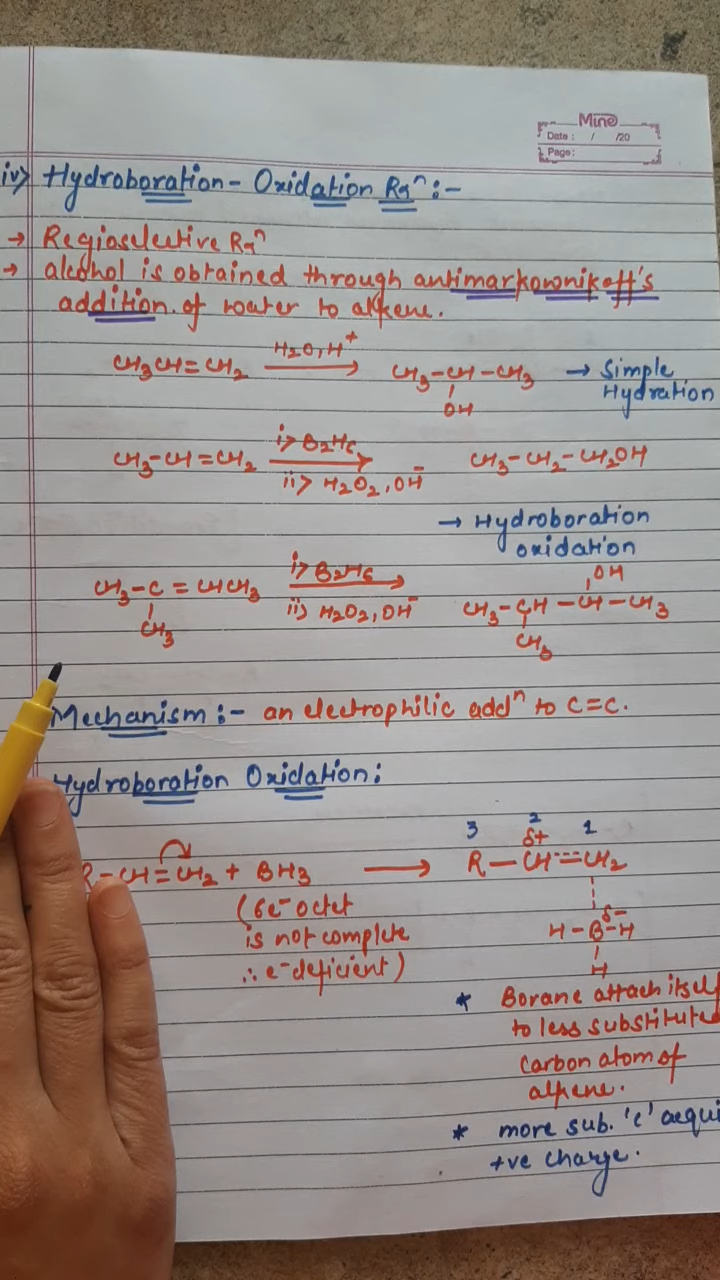 Mine
Date : / /20
Page:
iv> Hydroboration - Oxidation Rxⁿ :-
→ Regioselective Rxⁿ
→ alcohol is obtained through antimarkownikoff's
addition of water to alkene.
CH3CH=CH2 H2O, H⁺ → CH3-CH-CH3 → Simple
OH Hydration
CH3-CH=CH2 i> B2H6 → CH3-CH2-CH2OH
ii> H2O2, OH⁻
→ Hydroboration
oxidation
OH
CH3-C=CHCH3 i> B2H6 → CH3-CH-CH-CH3
CH3 ii> H2O2, OH⁻ CH3
Mechanism :- an electrophilic addⁿ to C=C.
Hydroboration Oxidation :
3 2 1
δ+
R-CH=CH2 + BH3 → R-CH=CH2
(6e⁻ octet δ-
is not complete H-B-H
∴ e⁻deficient) H
* Borane attach itself
to less substitute
carbon atom of
alkene.
* more sub. 'c' acqui
+ve charge.